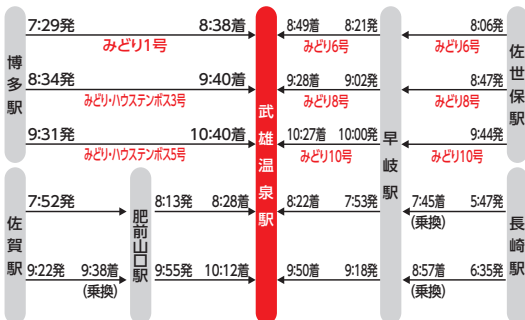 博多駅
佐賀駅
肥前山口駅
武雄温泉駅
早岐駅
佐世保駅
長崎駅
7:29発 8:38着 8:49着 8:21発 8:06発
みどり1号 みどり6号 みどり6号
8:34発 9:40着 9:28着 9:02発 8:47発
みどり・ハウステンボス3号 みどり8号 みどり8号
9:31発 10:40着 10:27着 10:00発 9:44発
みどり・ハウステンボス5号 みどり10号 みどり10号
7:52発 8:13発 8:28着 8:22着 7:53発 7:45着 5:47発
(乗換)
9:22発 9:38着 9:55発 10:12着 9:50着 9:18発 8:57着 6:35発
(乗換) (乗換)